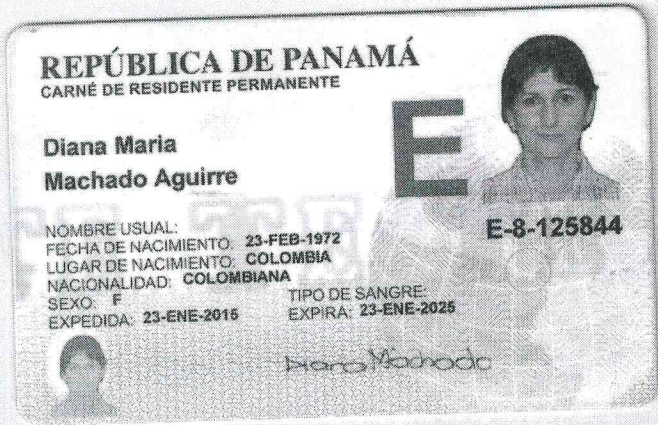 REPÚBLICA DE PANAMÁ
CARNÉ DE RESIDENTE PERMANENTE
E
Diana Maria
Machado Aguirre
E-8-125844
NOMBRE USUAL:
FECHA DE NACIMIENTO: 23-FEB-1972
LUGAR DE NACIMIENTO: COLOMBIA
NACIONALIDAD: COLOMBIANA
SEXO: F TIPO DE SANGRE:
EXPEDIDA: 23-ENE-2015 EXPIRA: 23-ENE-2025
Diana Machado